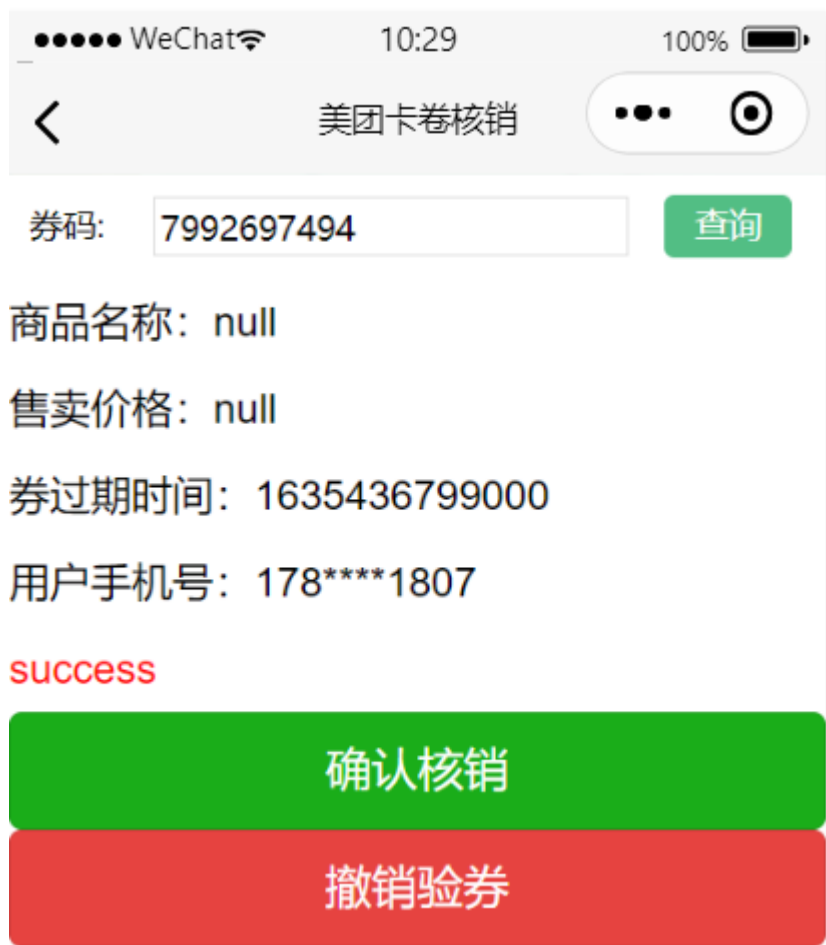 WeChat 10:29 100%
美团卡卷核销
券码: 7992697494 查询
商品名称：null
售卖价格：null
券过期时间：1635436799000
用户手机号：178****1807
success
确认核销
撤销验券